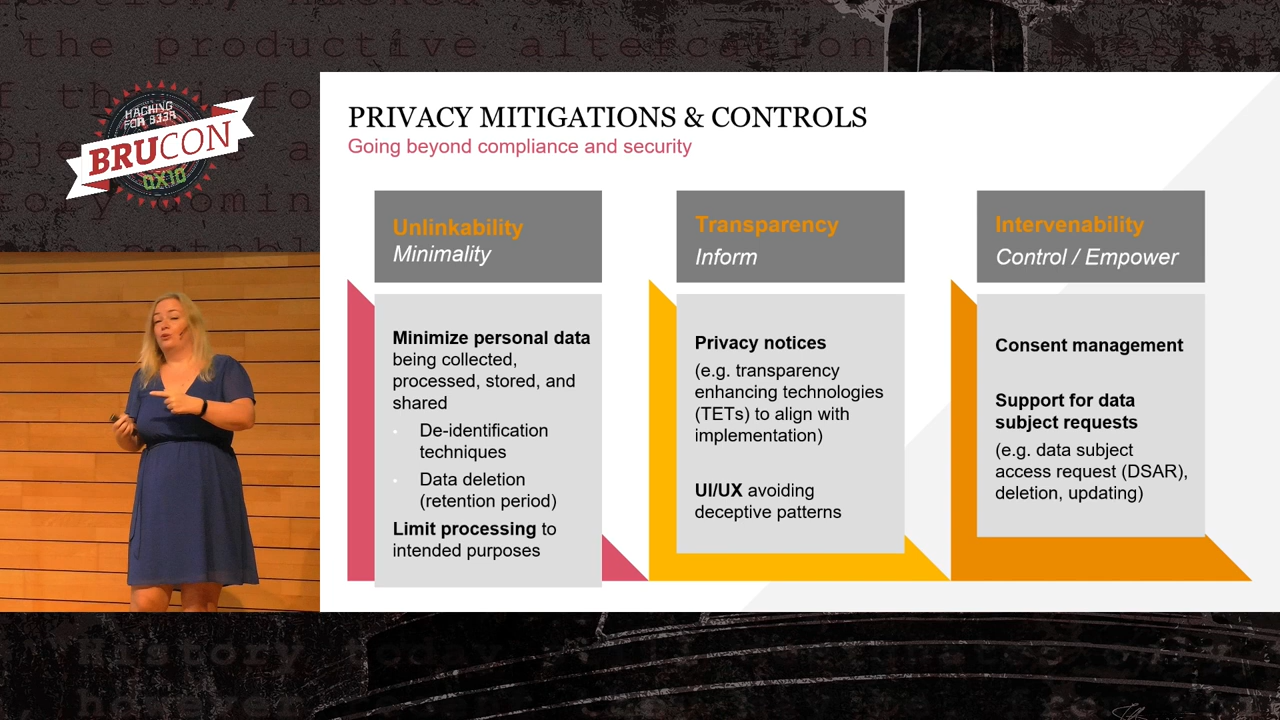 the productive altercation
HACKING
FOR B33R
BRUCON
0X10
PRIVACY MITIGATIONS & CONTROLS
Going beyond compliance and security
Unlinkability
Minimality
Minimize personal data
being collected,
processed, stored, and
shared
De-identification
techniques
Data deletion
(retention period)
Limit processing to
intended purposes
Transparency
Inform
Privacy notices
(e.g. transparency
enhancing technologies
(TETs) to align with
implementation)
UI/UX avoiding
deceptive patterns
Intervenability
Control / Empower
Consent management
Support for data
subject requests
(e.g. data subject
access request (DSAR),
deletion, updating)
History today
however